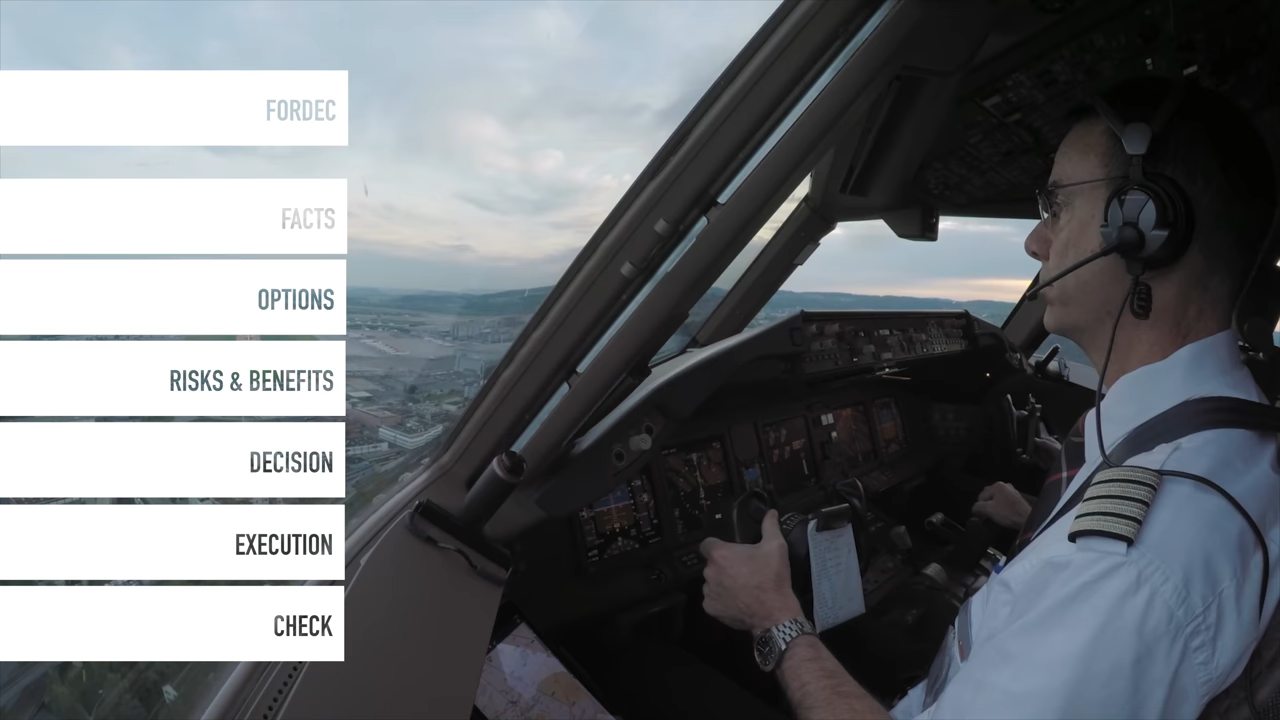 FORDEC
FACTS
OPTIONS
RISKS & BENEFITS
DECISION
EXECUTION
CHECK